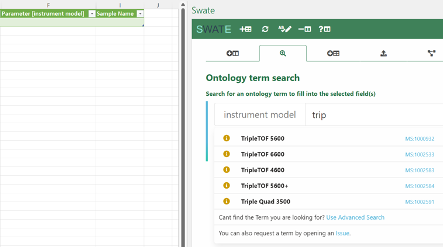 F I J
Parameter [instrument model] Sample Name
Swate
SWATE
Ontology term search
Search for an ontology term to fill into the selected field(s)
instrument model trip
TripleTOF 5600 MS:1000932
TripleTOF 6600 MS:1002533
TripleTOF 4600 MS:1002583
TripleTOF 5600+ MS:1002584
Triple Quad 3500 MS:1002581
Cant find the Term you are looking for? Use Advanced Search
You can also request a term by opening an Issue.